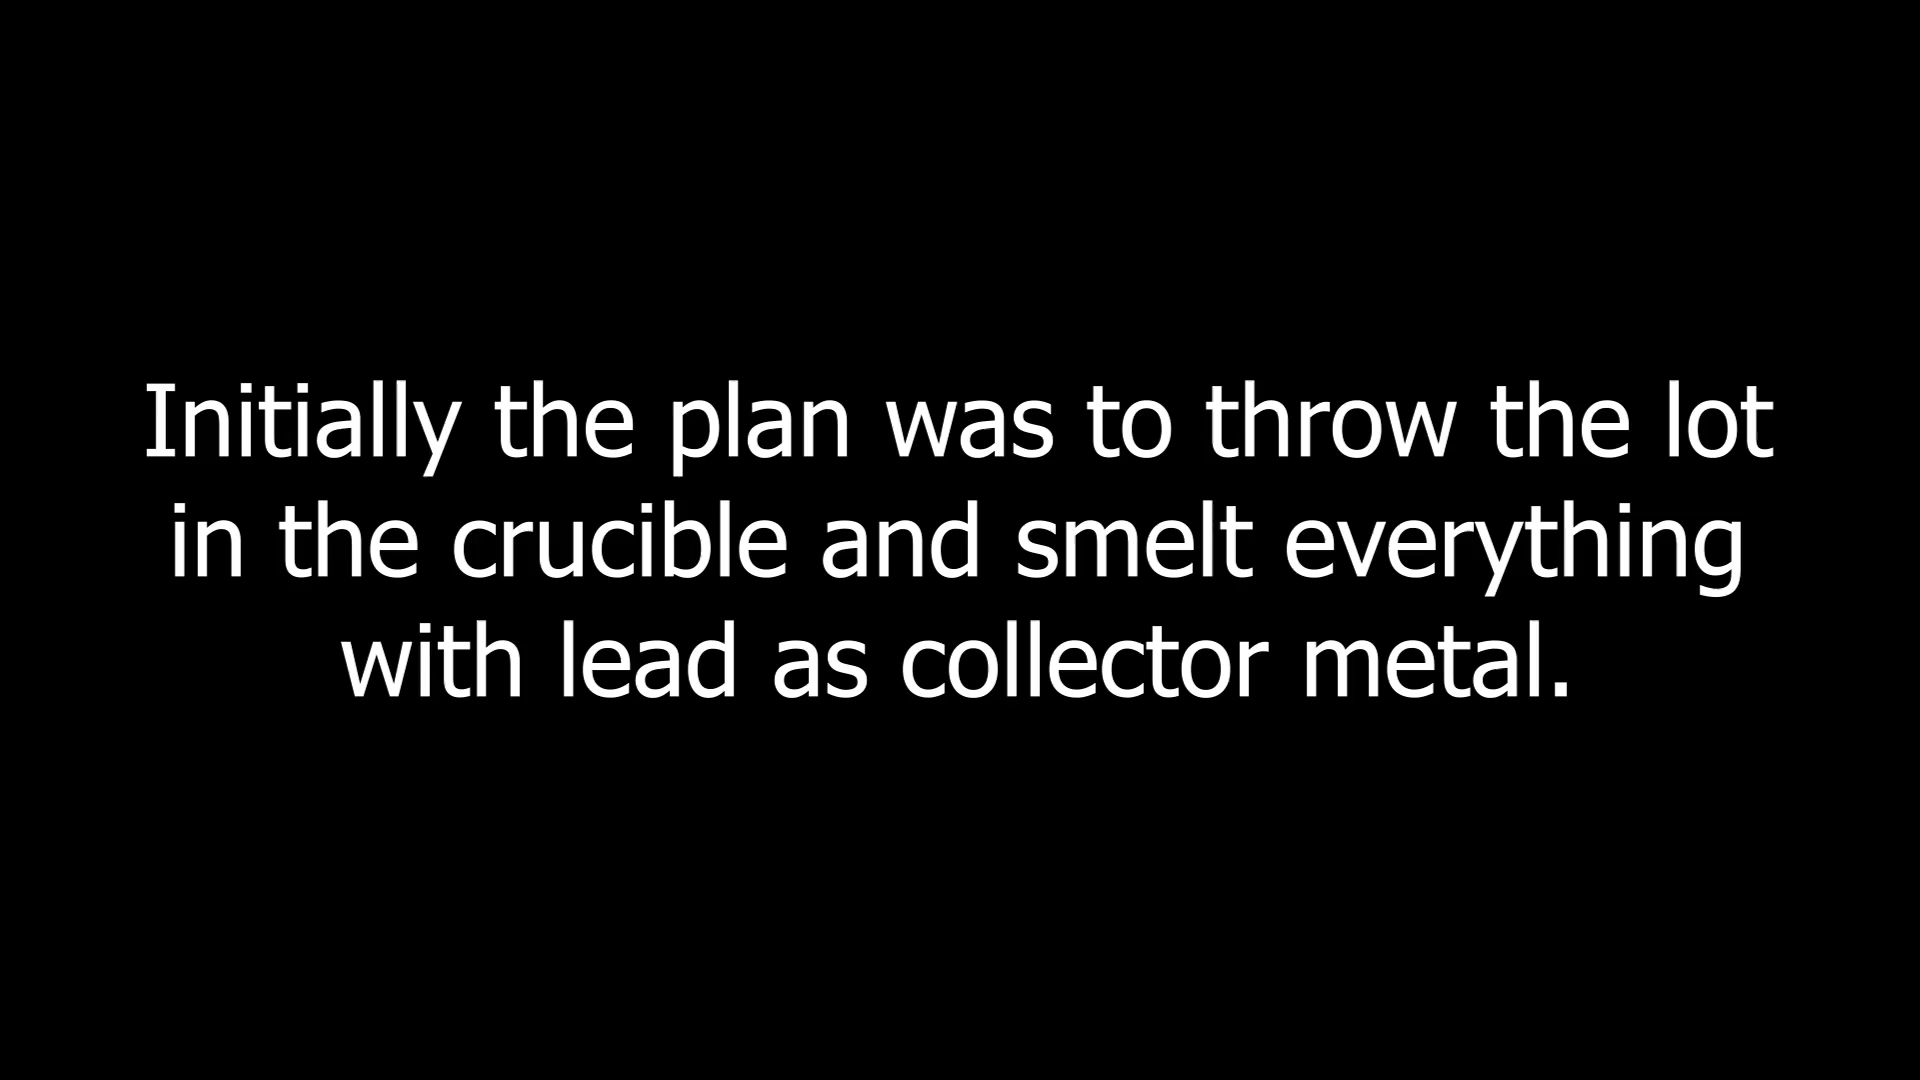 Initially the plan was to throw the lot
in the crucible and smelt everything
with lead as collector metal.